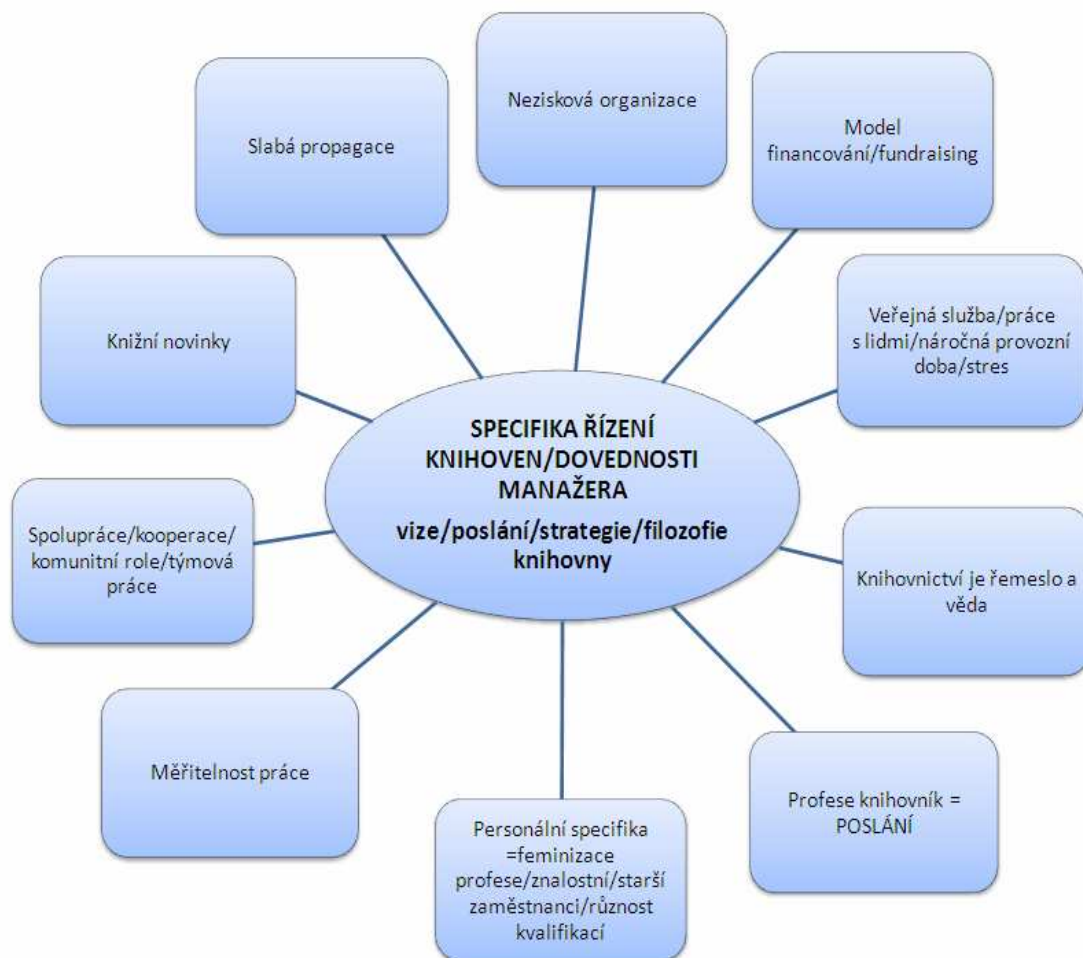 Nezisková organizace
Model
financování/fundraising
Slabá propagace
Veřejná služba/práce
s lidmi/náročná provozní
doba/stres
Knižní novinky
SPECIFIKA ŘÍZENÍ
KNIHOVEN/DOVEDNOSTI
MANAŽERA
vize/poslání/strategie/filozofie
knihovny
Spolupráce/kooperace/
komunitní role/týmová
práce
Knihovnictví je řemeslo a
věda
Měřitelnost práce
Profese knihovník =
POSLÁNÍ
Personální specifika
=feminizace
profese/znalostní/starší
zaměstnanci/různost
kvalifikací